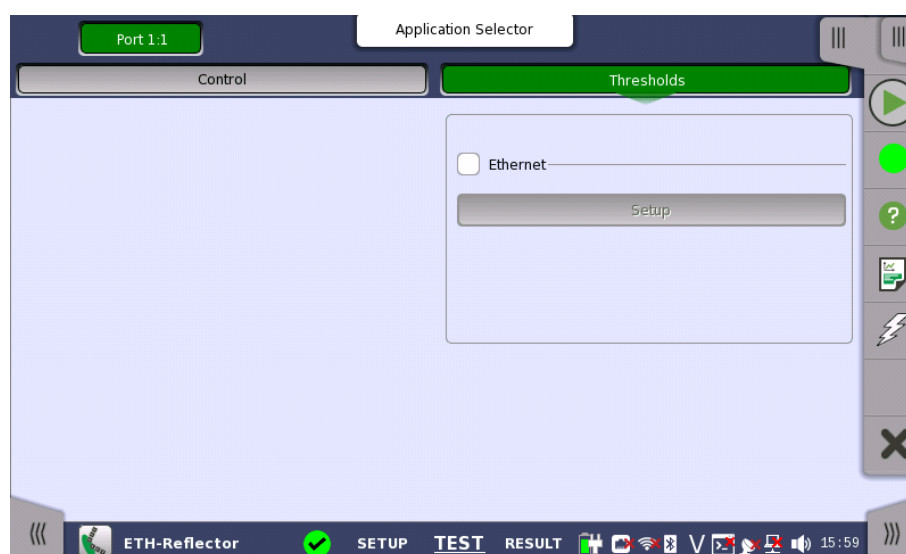 Port 1:1
Application Selector
Control
Thresholds
Ethernet
Setup
?
ETH-Reflector
SETUP
TEST
RESULT
15:59